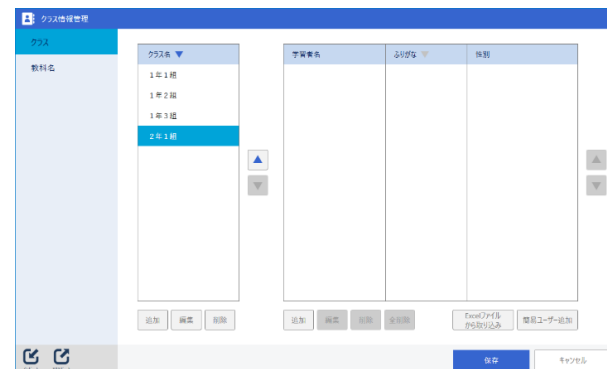 クラス情報管理
クラス
教科名
クラス名 ▼
1年1組
1年2組
1年3組
2年1組
▲
▼
学習者名 ふりがな ▼ 性別
▲
▼
追加 編集 削除
追加 編集 削除 全削除
Excelファイル
から取り込み
簡易ユーザー追加
保存 キャンセル